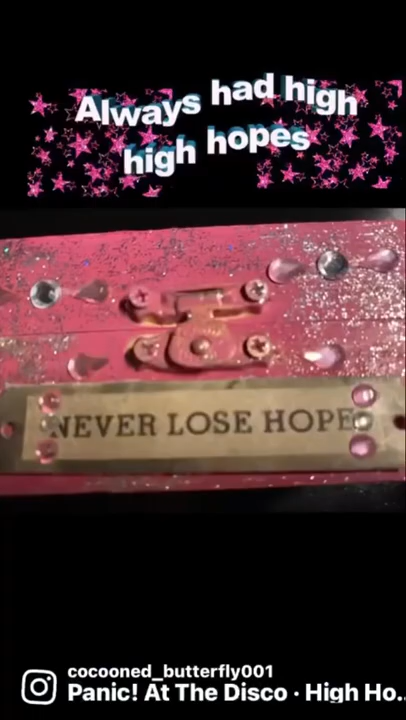 Always had high
high hopes
NEVER LOSE HOPE
cocooned_butterfly001
Panic! At The Disco · High Ho..